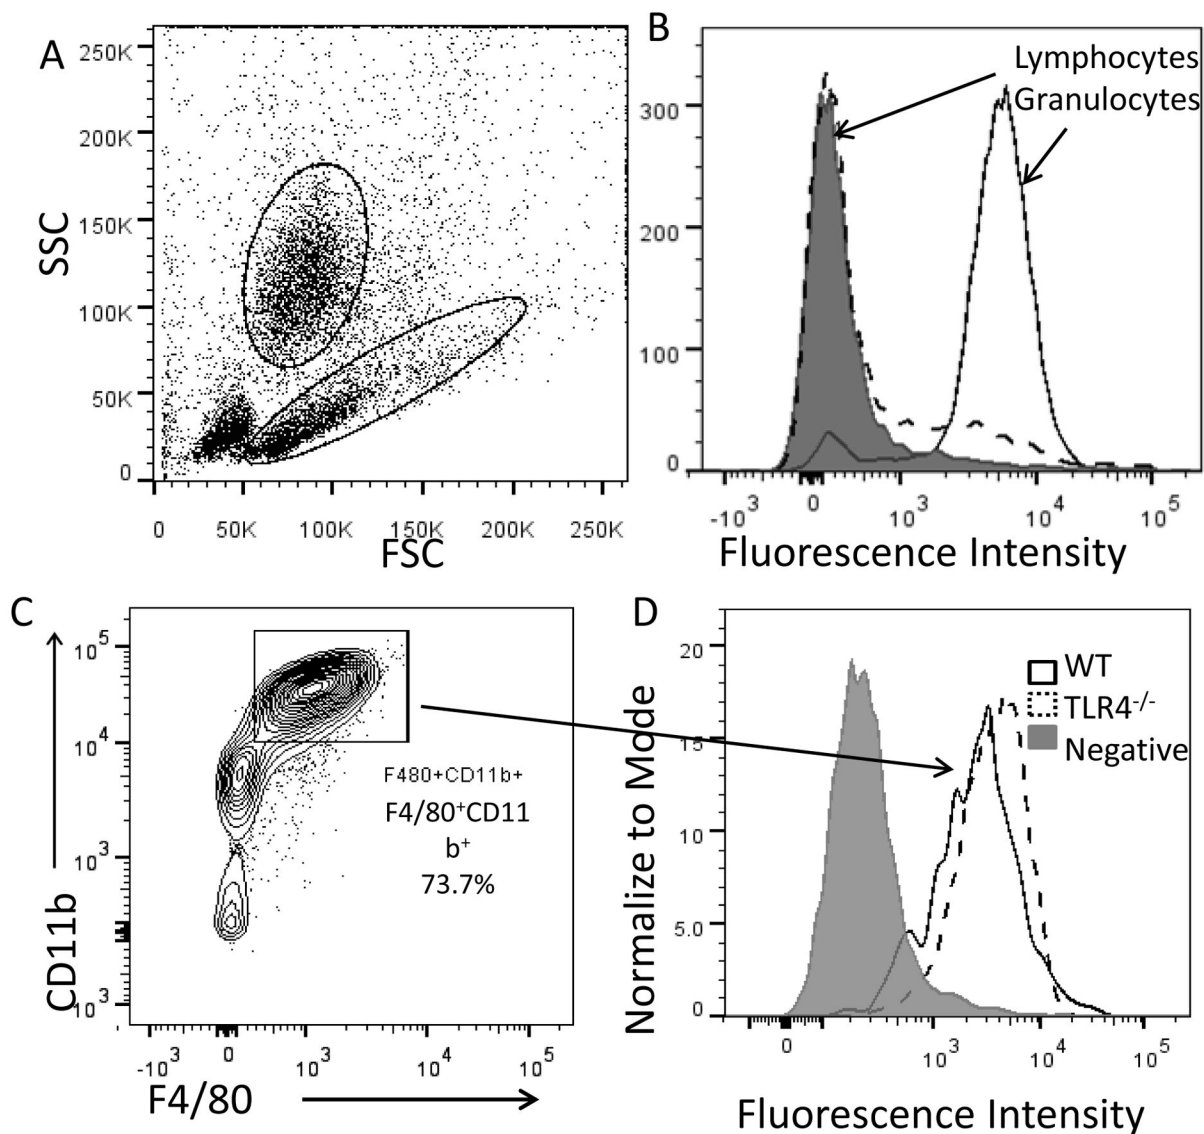 A
250K
200K
150K
100K
50K
0
SSC
0 50K 100K 150K 200K 250K
FSC
B
Lymphocytes
Granulocytes
300
200
100
0
-10³ 0 10³ 10⁴ 10⁵
Fluorescence Intensity
C
10⁵
10⁴
10³
-10³
CD11b
F480+CD11b+
F4/80⁺CD11
b⁺
73.7%
-10³ 0 10³ 10⁴ 10⁵
F4/80
D
WT
TLR4⁻/⁻
Negative
20
15
10
5.0
0
Normalize to Mode
0 10³ 10⁴ 10⁵
Fluorescence Intensity